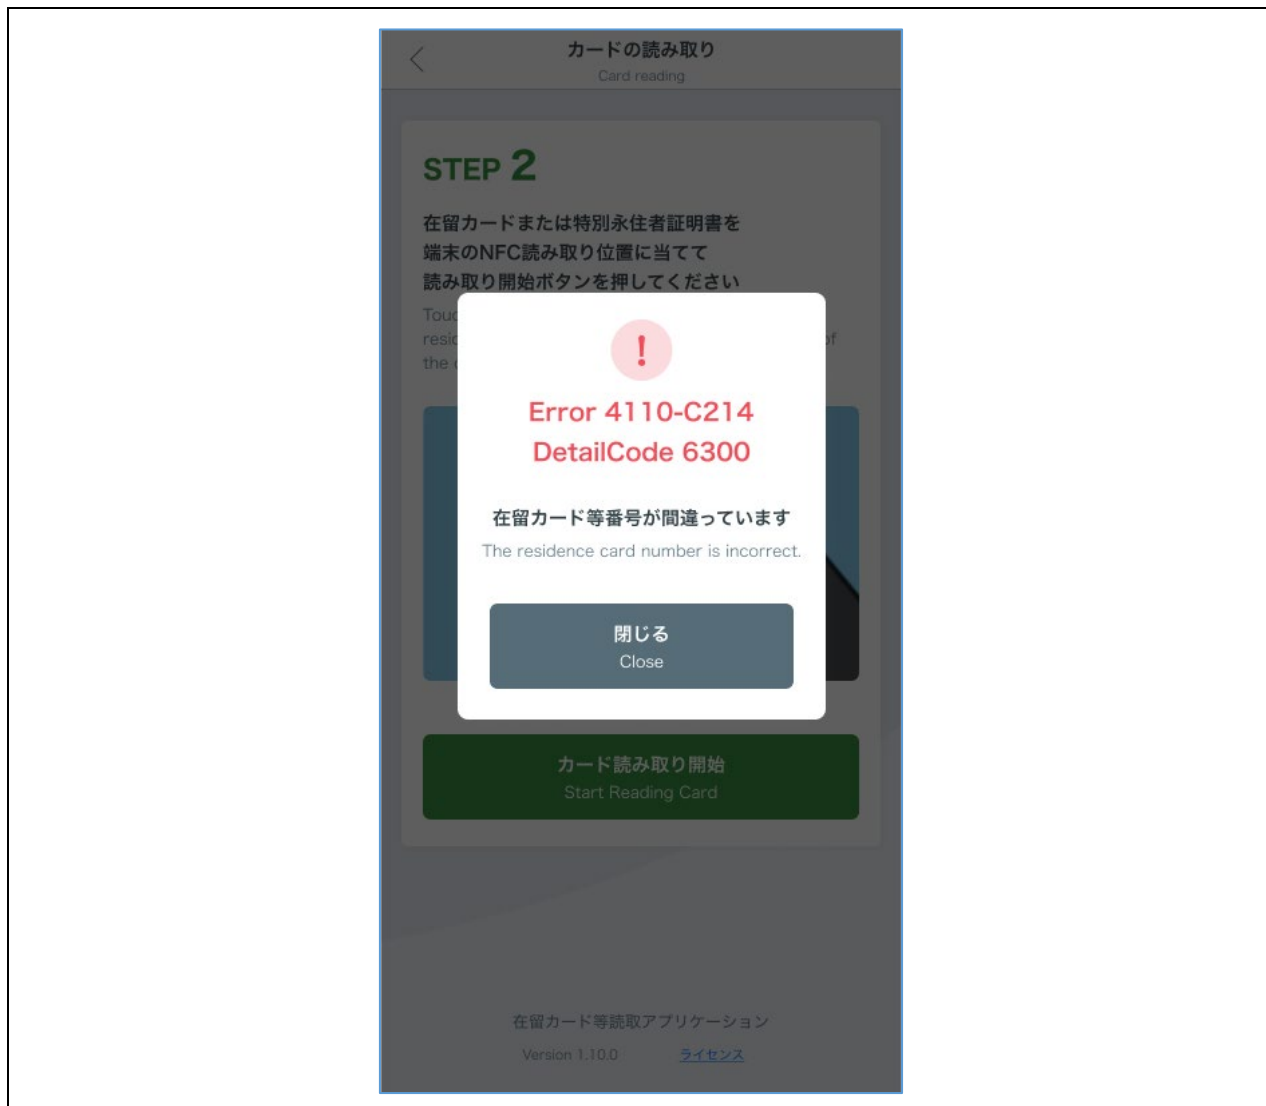 カードの読み取り
Card reading
STEP 2
在留カードまたは特別永住者証明書を
端末のNFC読み取り位置に当てて
読み取り開始ボタンを押してください
of
the
Error 4110-C214
DetailCode 6300
在留カード等番号が間違っています
The residence card number is incorrect.
閉じる
Close
カード読み取り開始
Start Reading Card
在留カード等読取アプリケーション
Version 1.10.0 ライセンス